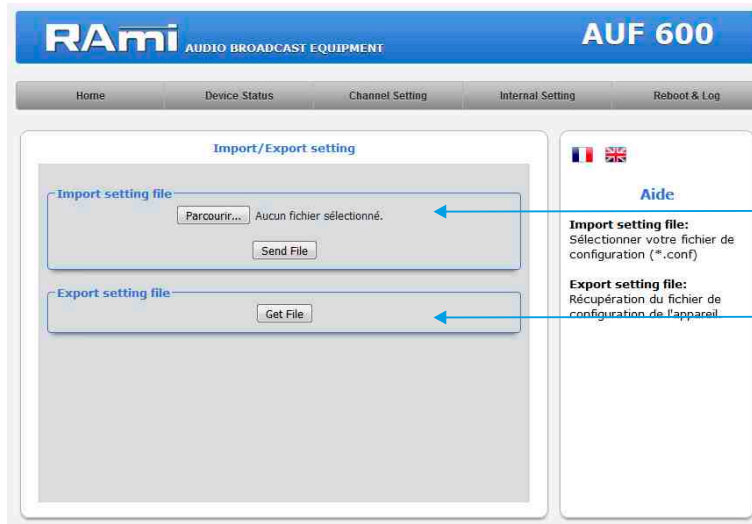 RAmi AUDIO BROADCAST EQUIPMENT
AUF 600
Home Device Status Channel Setting Internal Setting Reboot & Log
Import/Export setting
Import setting file
Parcourir... Aucun fichier sélectionné.
Send File
Export setting file
Get File
Aide
Import setting file:
Sélectionner votre fichier de
configuration (*.conf)
Export setting file:
Récupération du fichier de
configuration de l'appareil.